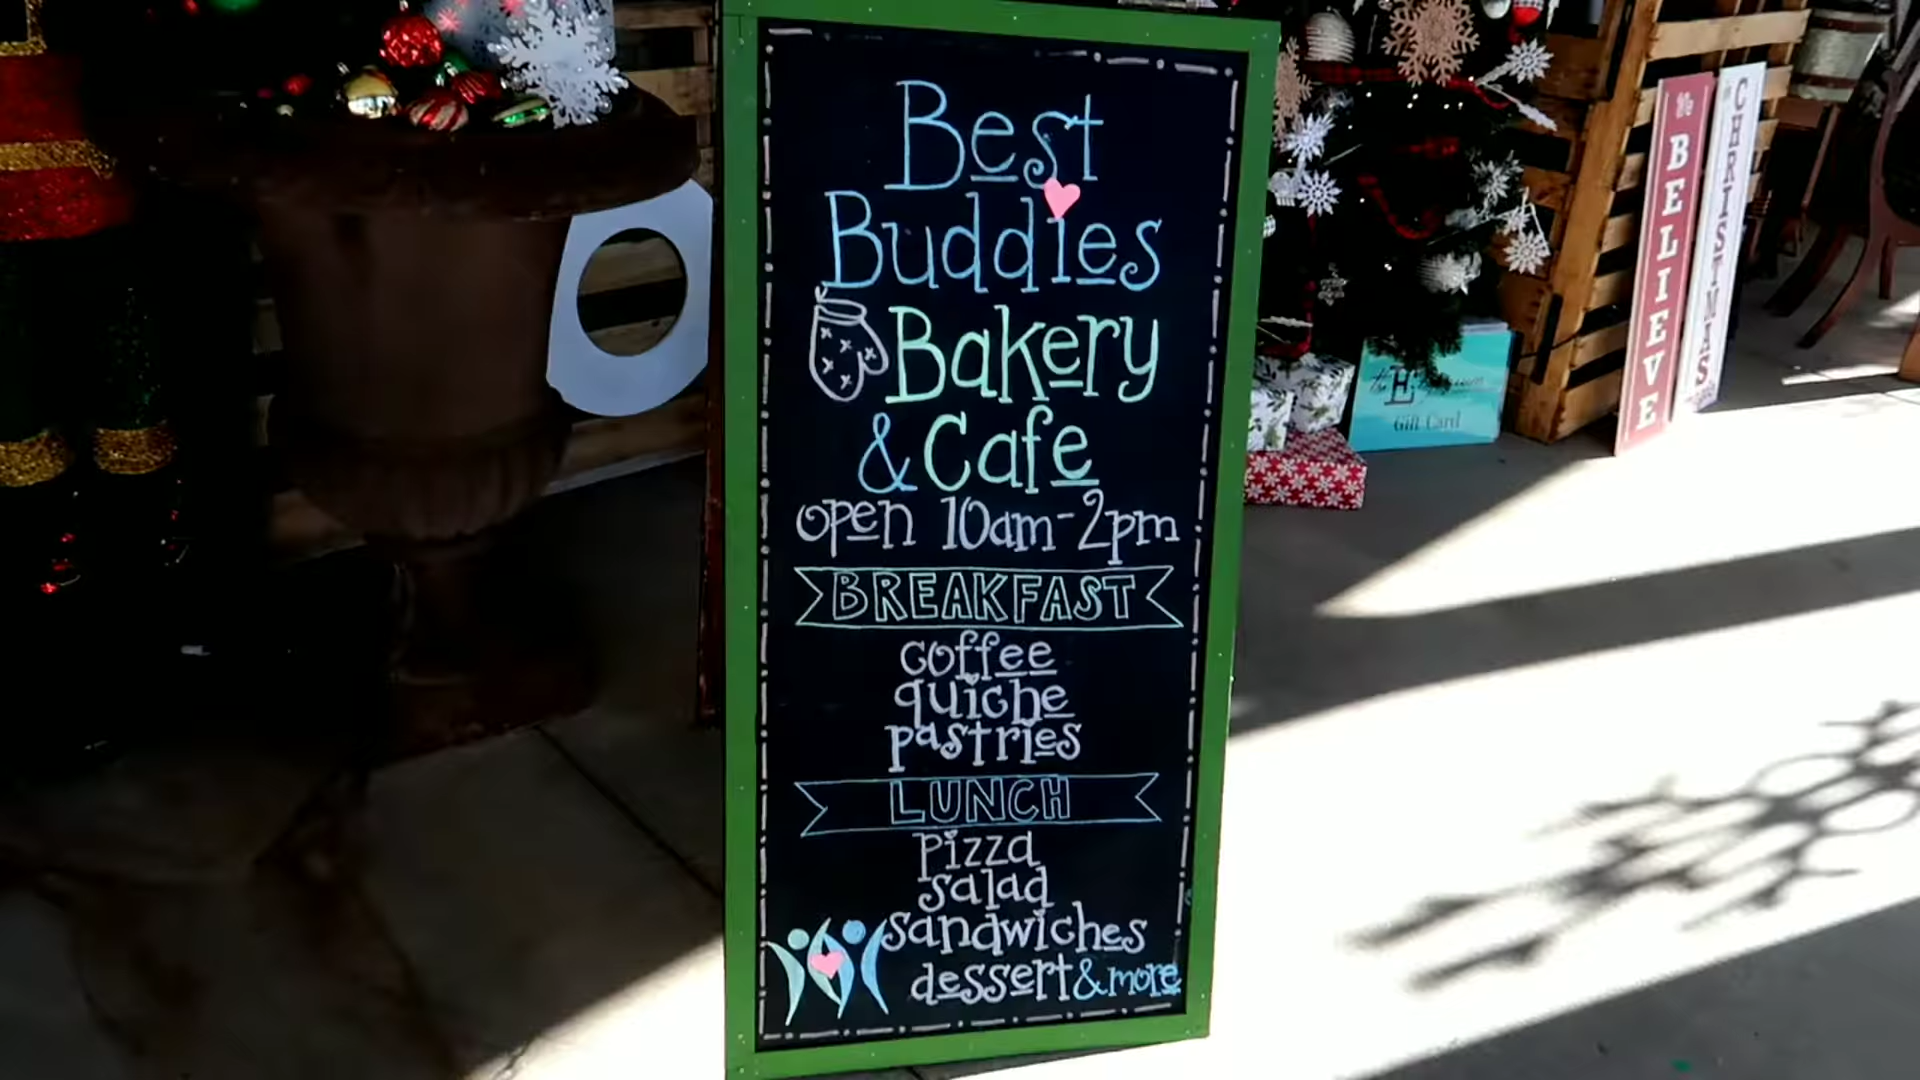 Best
Buddies
Bakery
& Cafe
open 10am-2pm
BREAKFAST
coffee
quiche
pastries
LUNCH
pizza
salad
sandwiches
dessert & more
the H
Gift Card
BELIEVE
CHRISTMAS